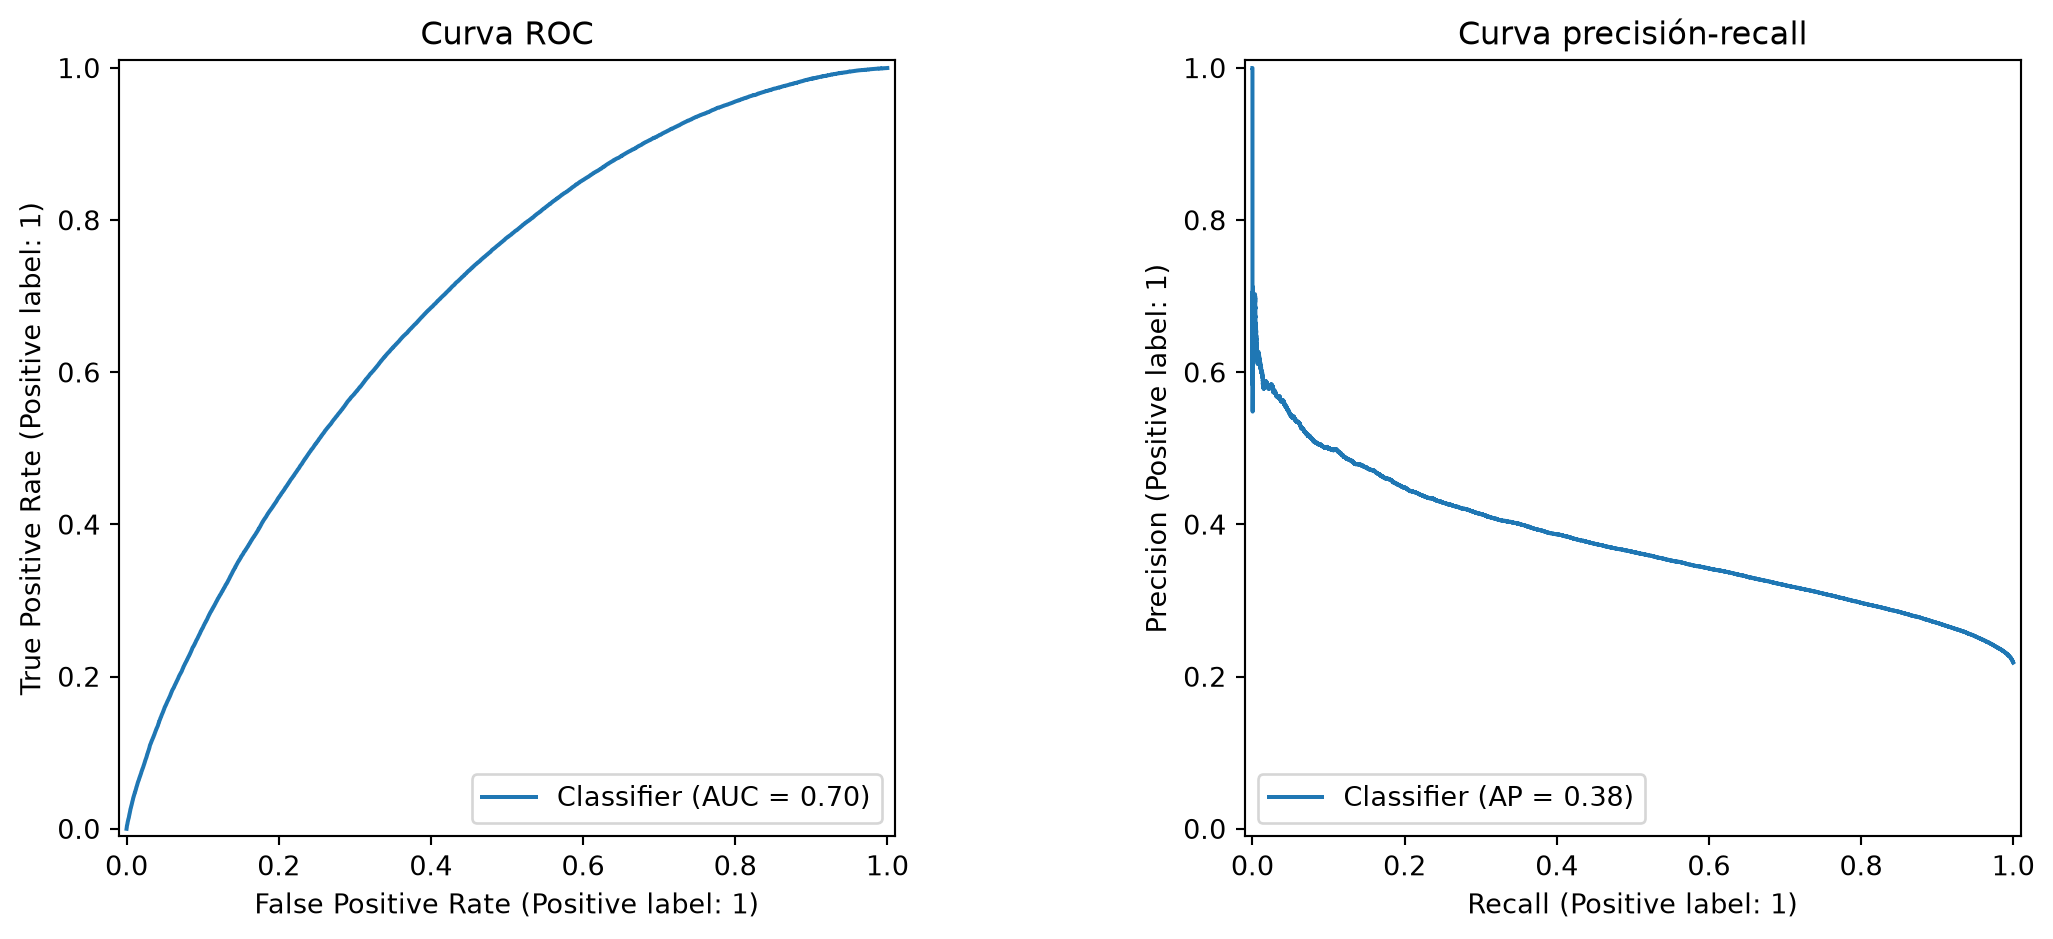 Curva ROC
True Positive Rate (Positive label: 1)
1.0
0.8
0.6
0.4
0.2
0.0
0.0 0.2 0.4 0.6 0.8 1.0
False Positive Rate (Positive label: 1)
Classifier (AUC = 0.70)
Curva precisión-recall
Precision (Positive label: 1)
1.0
0.8
0.6
0.4
0.2
0.0
0.0 0.2 0.4 0.6 0.8 1.0
Recall (Positive label: 1)
Classifier (AP = 0.38)